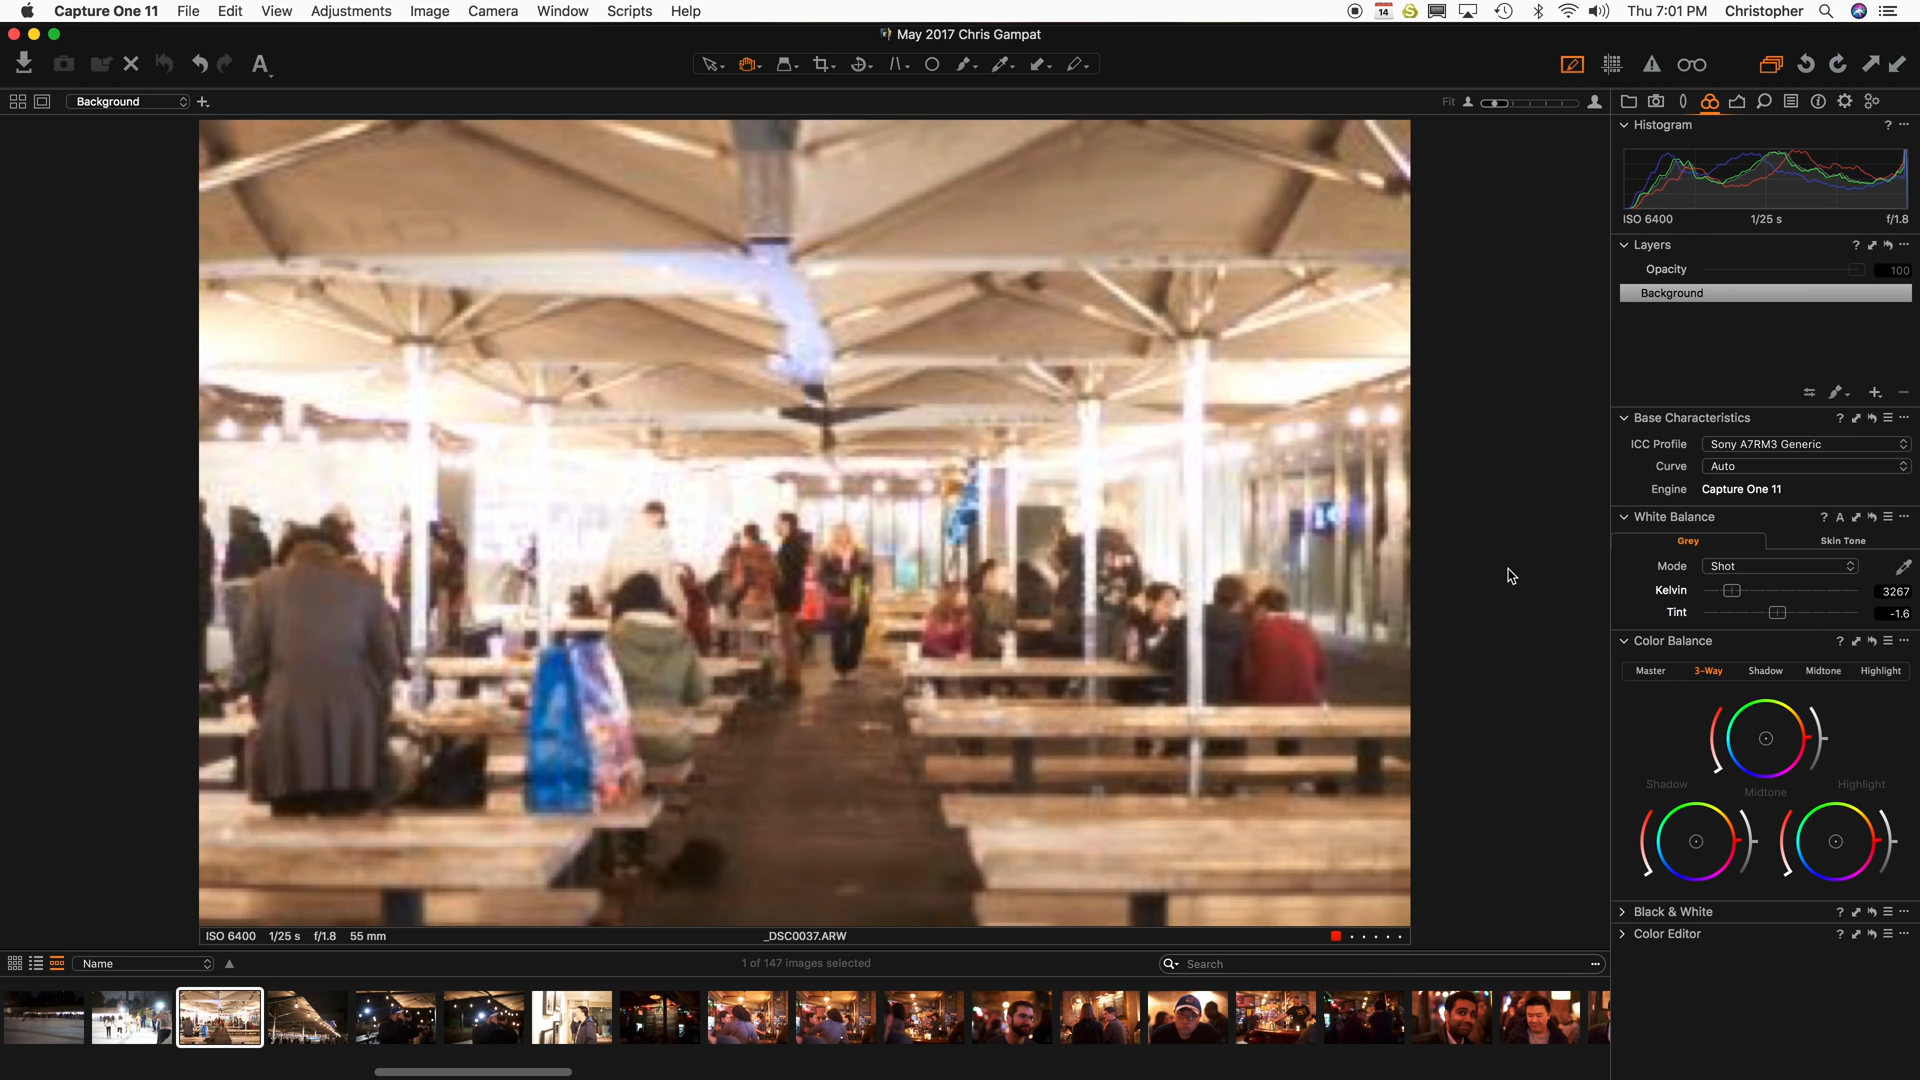 Capture One 11 File Edit View Adjustments Image Camera Window Scripts Help 14 S Thu 7:01 PM Christopher
May 2017 Chris Gampat
A
Background Fit
Histogram ?
ISO 6400 1/25 s f/1.8
Layers ?
Opacity 100
Background
Base Characteristics ?
ICC Profile Sony A7RM3 Generic
Curve Auto
Engine Capture One 11
White Balance ? A
Grey Skin Tone
Mode Shot
Kelvin 3267
Tint -1.6
Color Balance ?
Master 3-Way Shadow Midtone Highlight
Shadow Midtone Highlight
Black & White ?
Color Editor ?
ISO 6400 1/25 s f/1.8 55 mm _DSC0037.ARW
Name 1 of 147 images selected Search